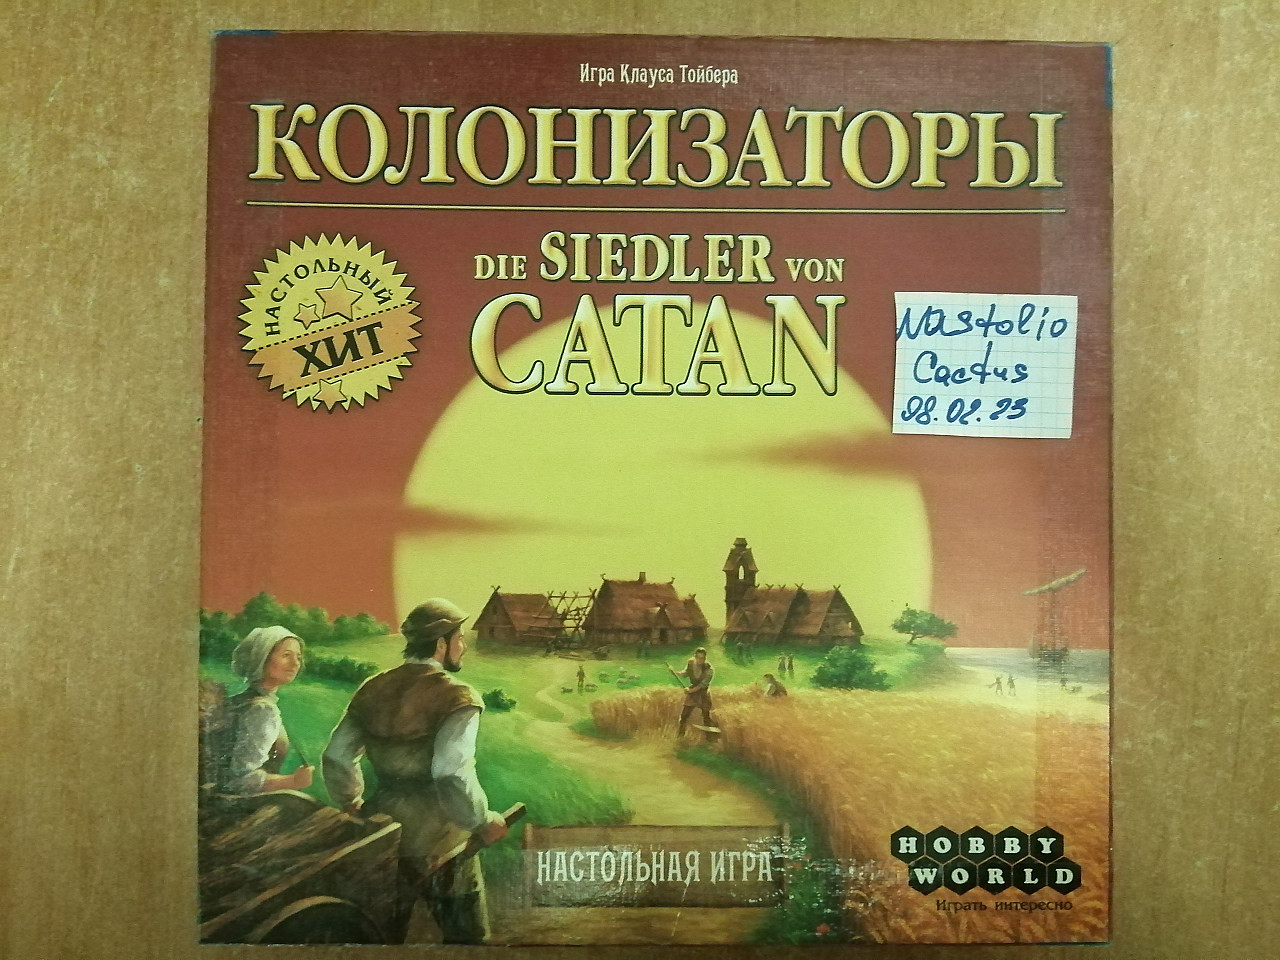 Игра Клауса Тойбера
КОЛОНИЗАТОРЫ
DIE SIEDLER VON
CATAN
НАСТОЛЬНЫЙ
ХИТ
Nastolio
Cactus
28.02.23
НАСТОЛЬНАЯ ИГРА
HOBBY
WORLD
Играть интересно